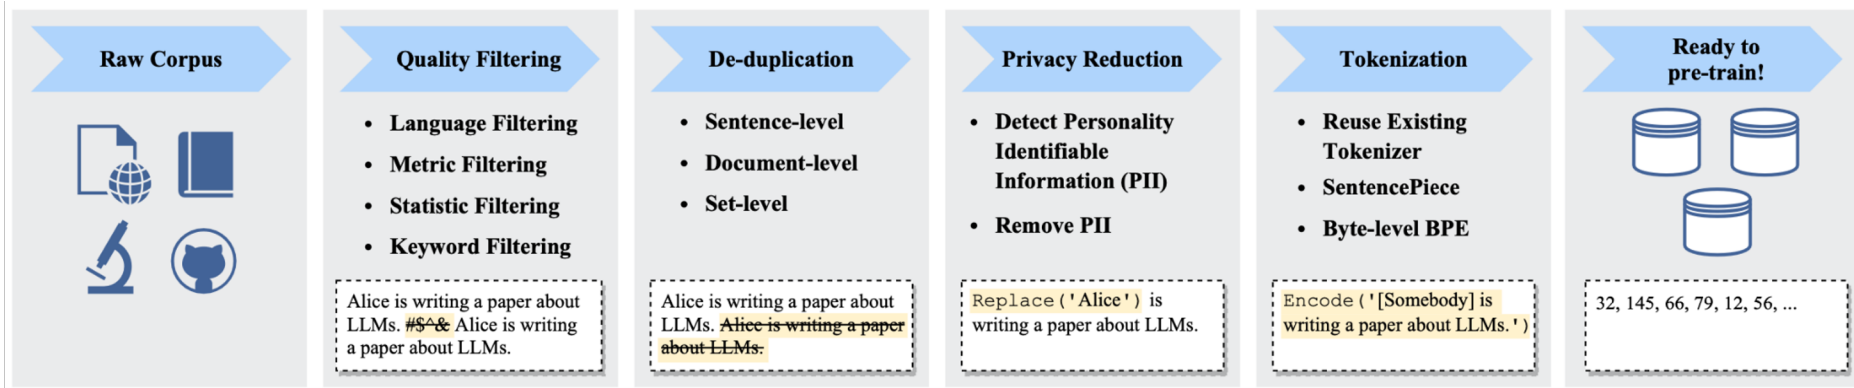 Raw Corpus
Quality Filtering
• Language Filtering
• Metric Filtering
• Statistic Filtering
• Keyword Filtering
Alice is writing a paper about
LLMs. #$^& Alice is writing
a paper about LLMs.
De-duplication
• Sentence-level
• Document-level
• Set-level
Alice is writing a paper about
LLMs. Alice is writing a paper
about LLMs.
Privacy Reduction
• Detect Personality
Identifiable
Information (PII)
• Remove PII
Replace('Alice') is
writing a paper about LLMs.
Tokenization
• Reuse Existing
Tokenizer
• SentencePiece
• Byte-level BPE
Encode('[Somebody] is
writing a paper about LLMs.')
Ready to
pre-train!
32, 145, 66, 79, 12, 56, ...